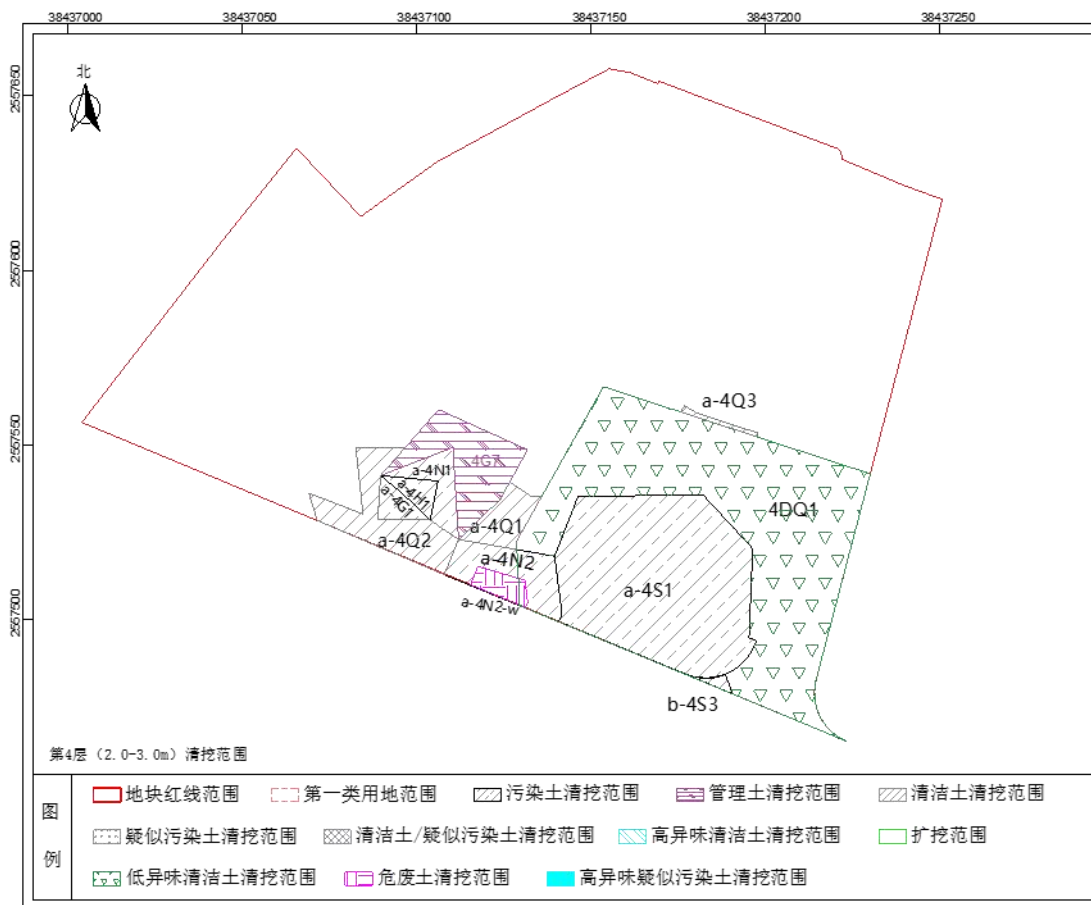 38437000 38437050 38437100 38437150 38437200 38437250
2557650
北
2557600
a-4Q3
2557550
4G7
a-4N1
a-4H1
a-4G1
4DQ1
a-4Q1
a-4Q2
a-4N2
a-4S1
a-4N2-w
2557500
b-4S3
第4层（2.0-3.0m）清挖范围
图例
地块红线范围 第一类用地范围 污染土清挖范围 管理土清挖范围 清洁土清挖范围
疑似污染土清挖范围 清洁土/疑似污染土清挖范围 高异味清洁土清挖范围 扩挖范围
低异味清洁土清挖范围 危废土清挖范围 高异味疑似污染土清挖范围